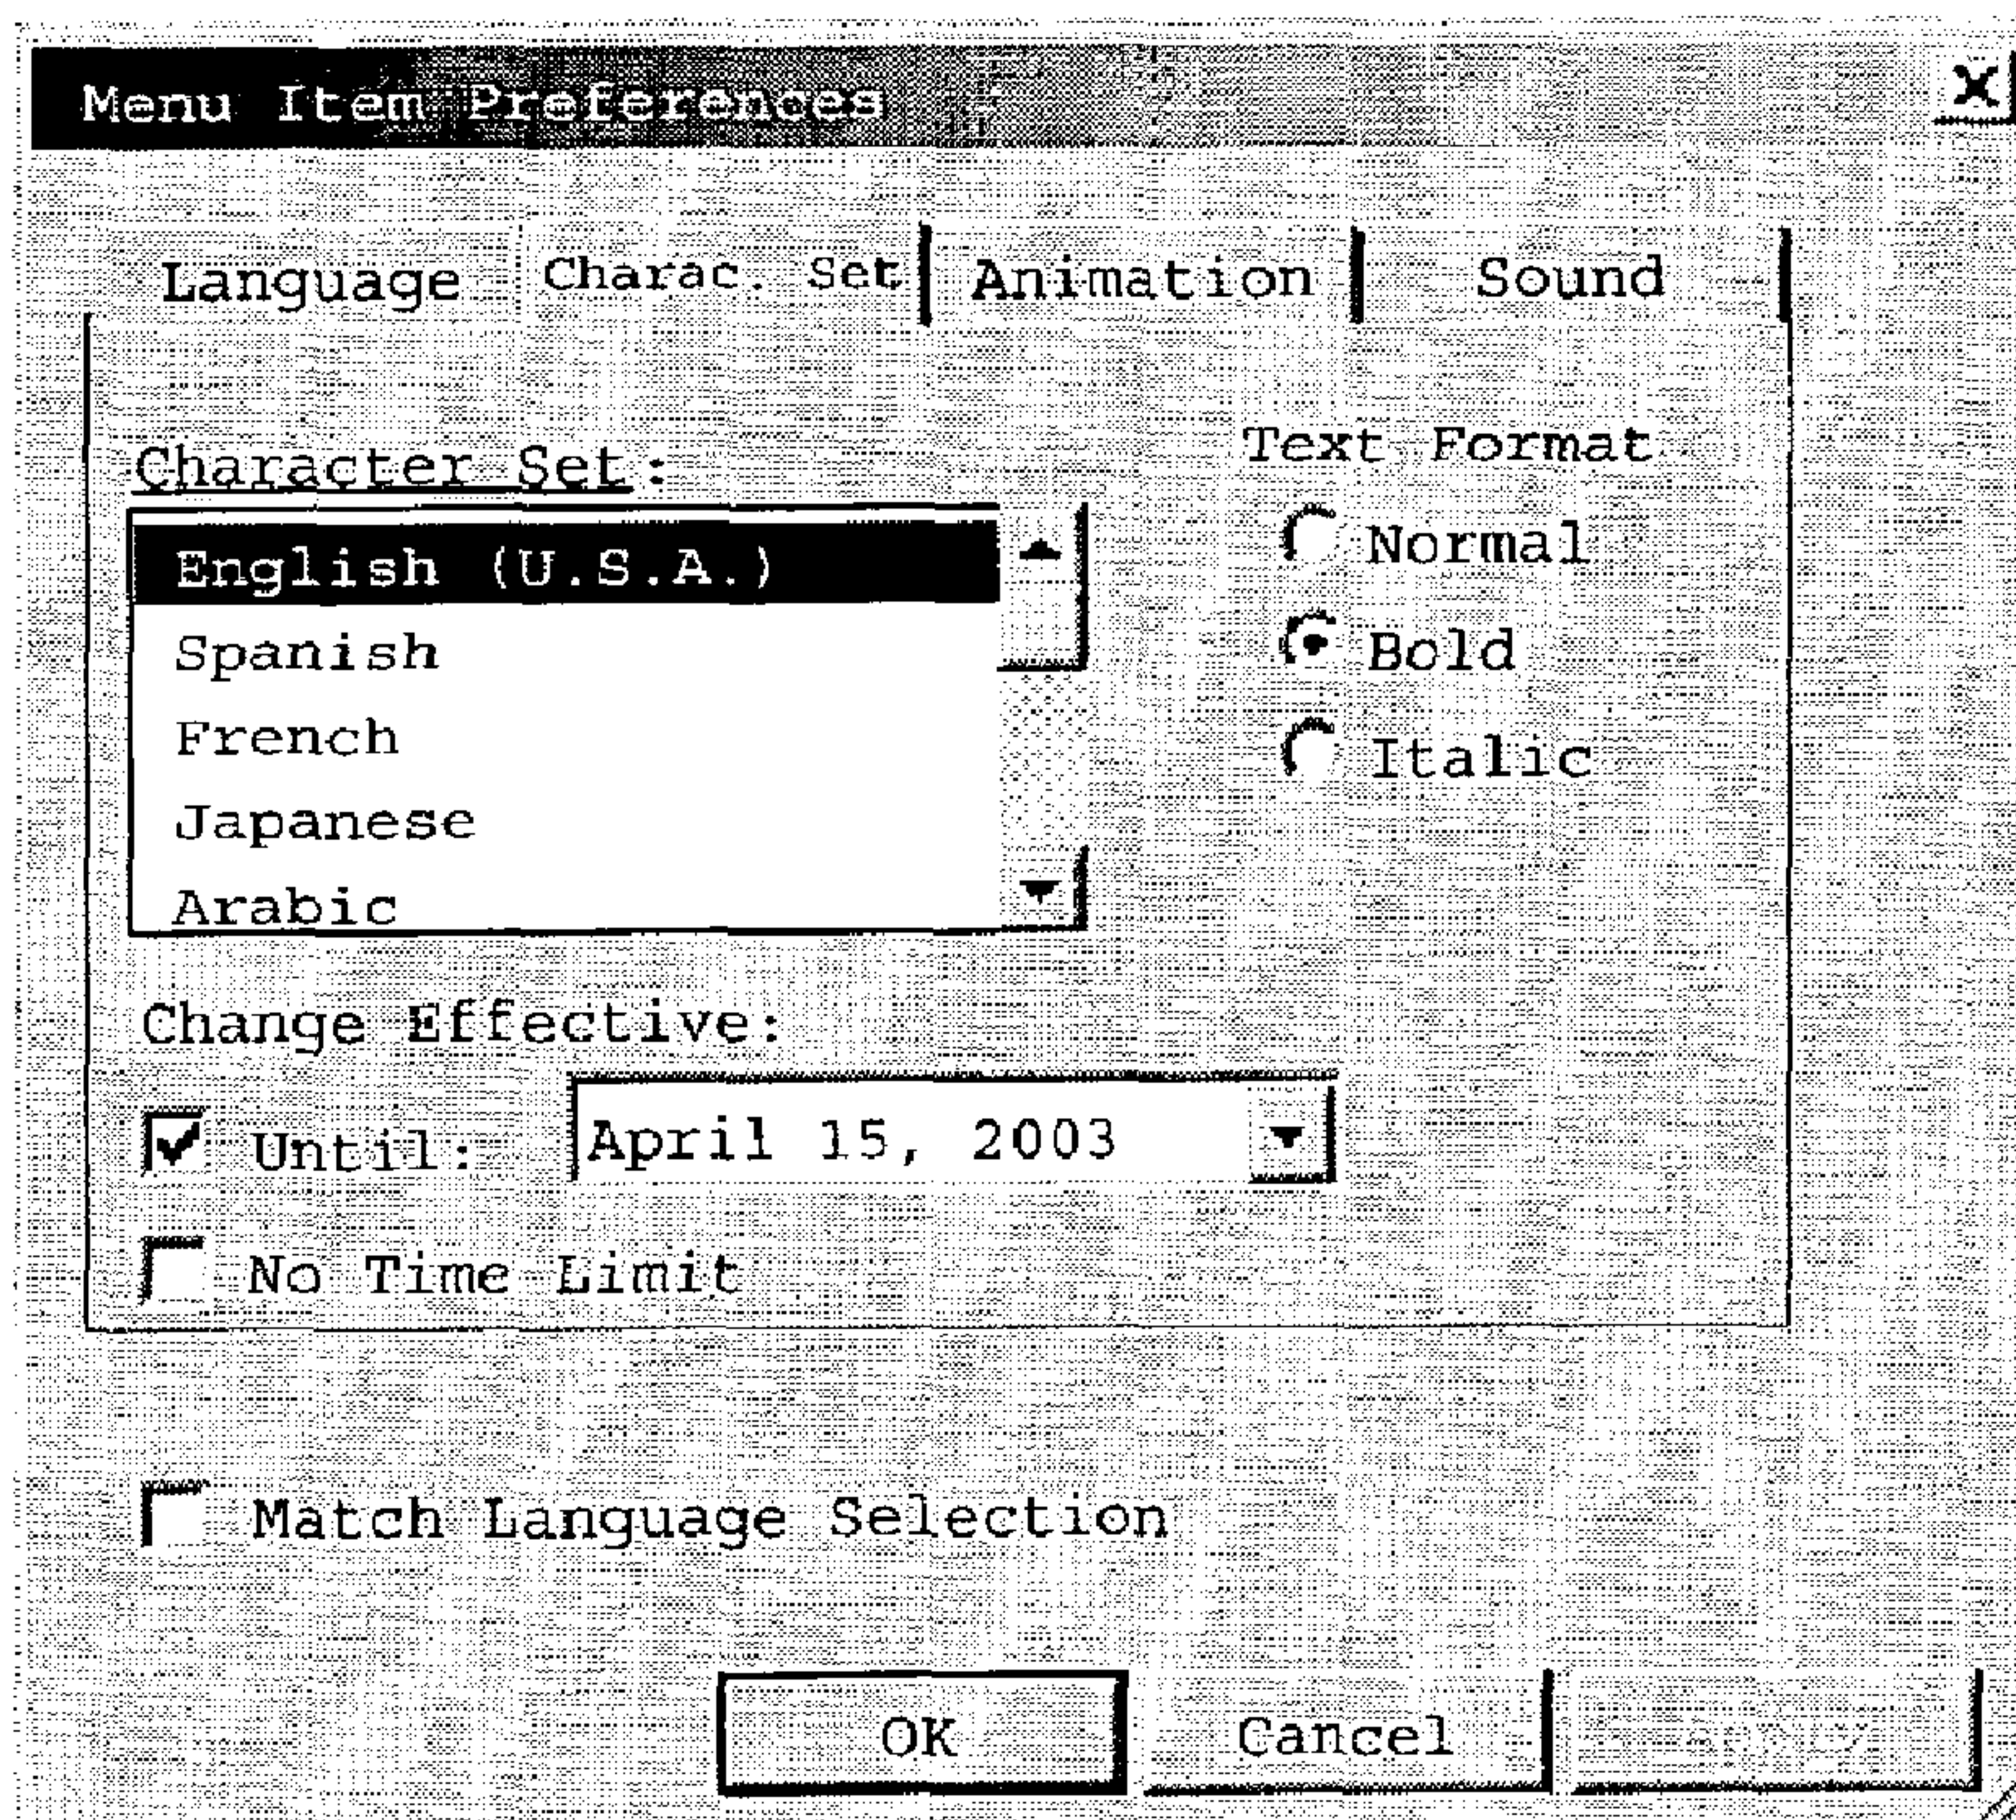 Menu Item Preferences
Language Charac. Set Animation Sound
Character Set:
English (U.S.A.)
Spanish
French
Japanese
Arabic
Text Format
Normal
Bold
Italic
Change Effective:
Until: April 15, 2003
No Time Limit
Match Language Selection
OK Cancel